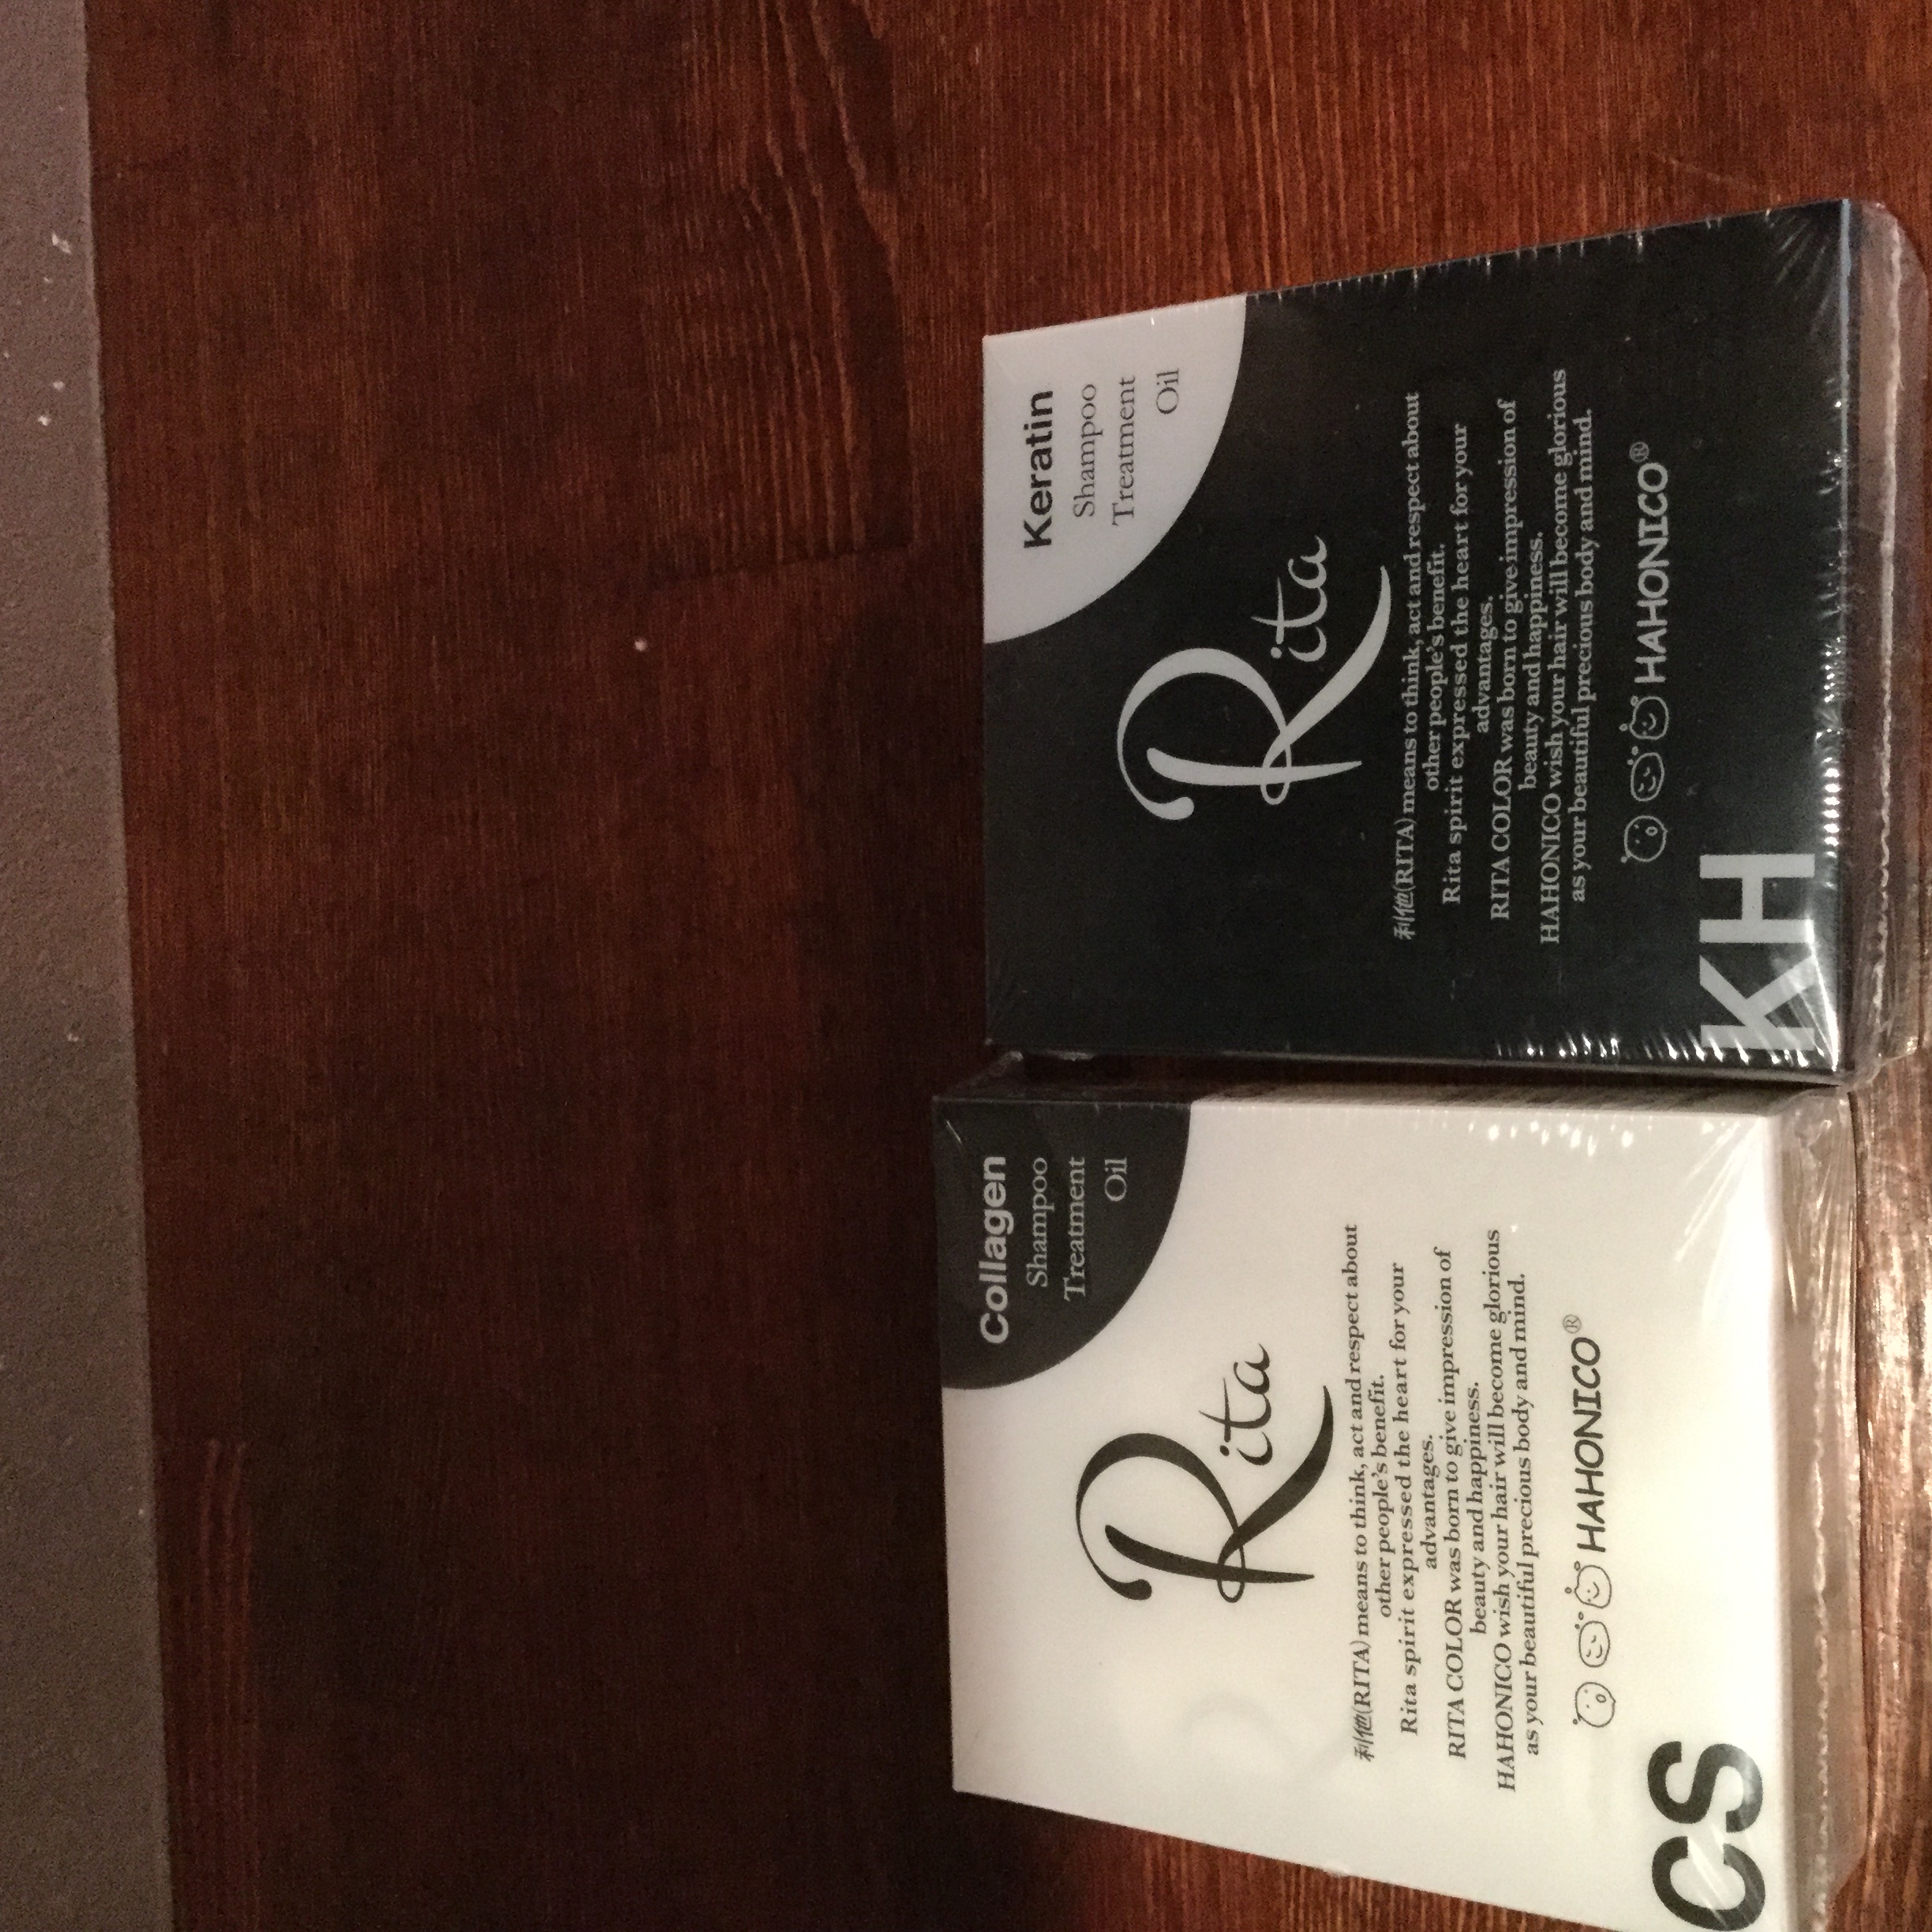 Collagen
Shampoo
Treatment
Oil
Rita
利他(RITA) means to think, act and respect about
other people's benefit.
Rita spirit expressed the heart for your
advantages.
RITA COLOR was born to give impression of
beauty and happiness.
HAHONICO wish your hair will become glorious
as your beautiful precious body and mind.
HAHONICO®
CS
Keratin
Shampoo
Treatment
Oil
Rita
利他(RITA) means to think, act and respect about
other people's benefit.
Rita spirit expressed the heart for your
advantages.
RITA COLOR was born to give impression of
beauty and happiness.
HAHONICO wish your hair will become glorious
as your beautiful precious body and mind.
HAHONICO®
KH